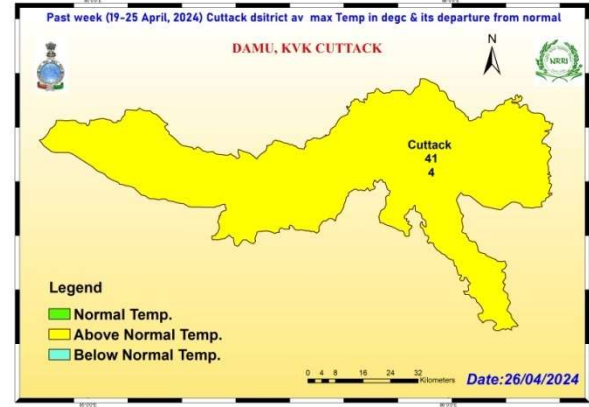 Past week (19-25 April, 2024) Cuttack dsitrict av max Temp in degc & its departure from normal
DAMU, KVK CUTTACK
N
NRRI
Cuttack
41
4
Legend
Normal Temp.
Above Normal Temp.
Below Normal Temp.
0 4 8 16 24 32
Kilometers
Date:26/04/2024